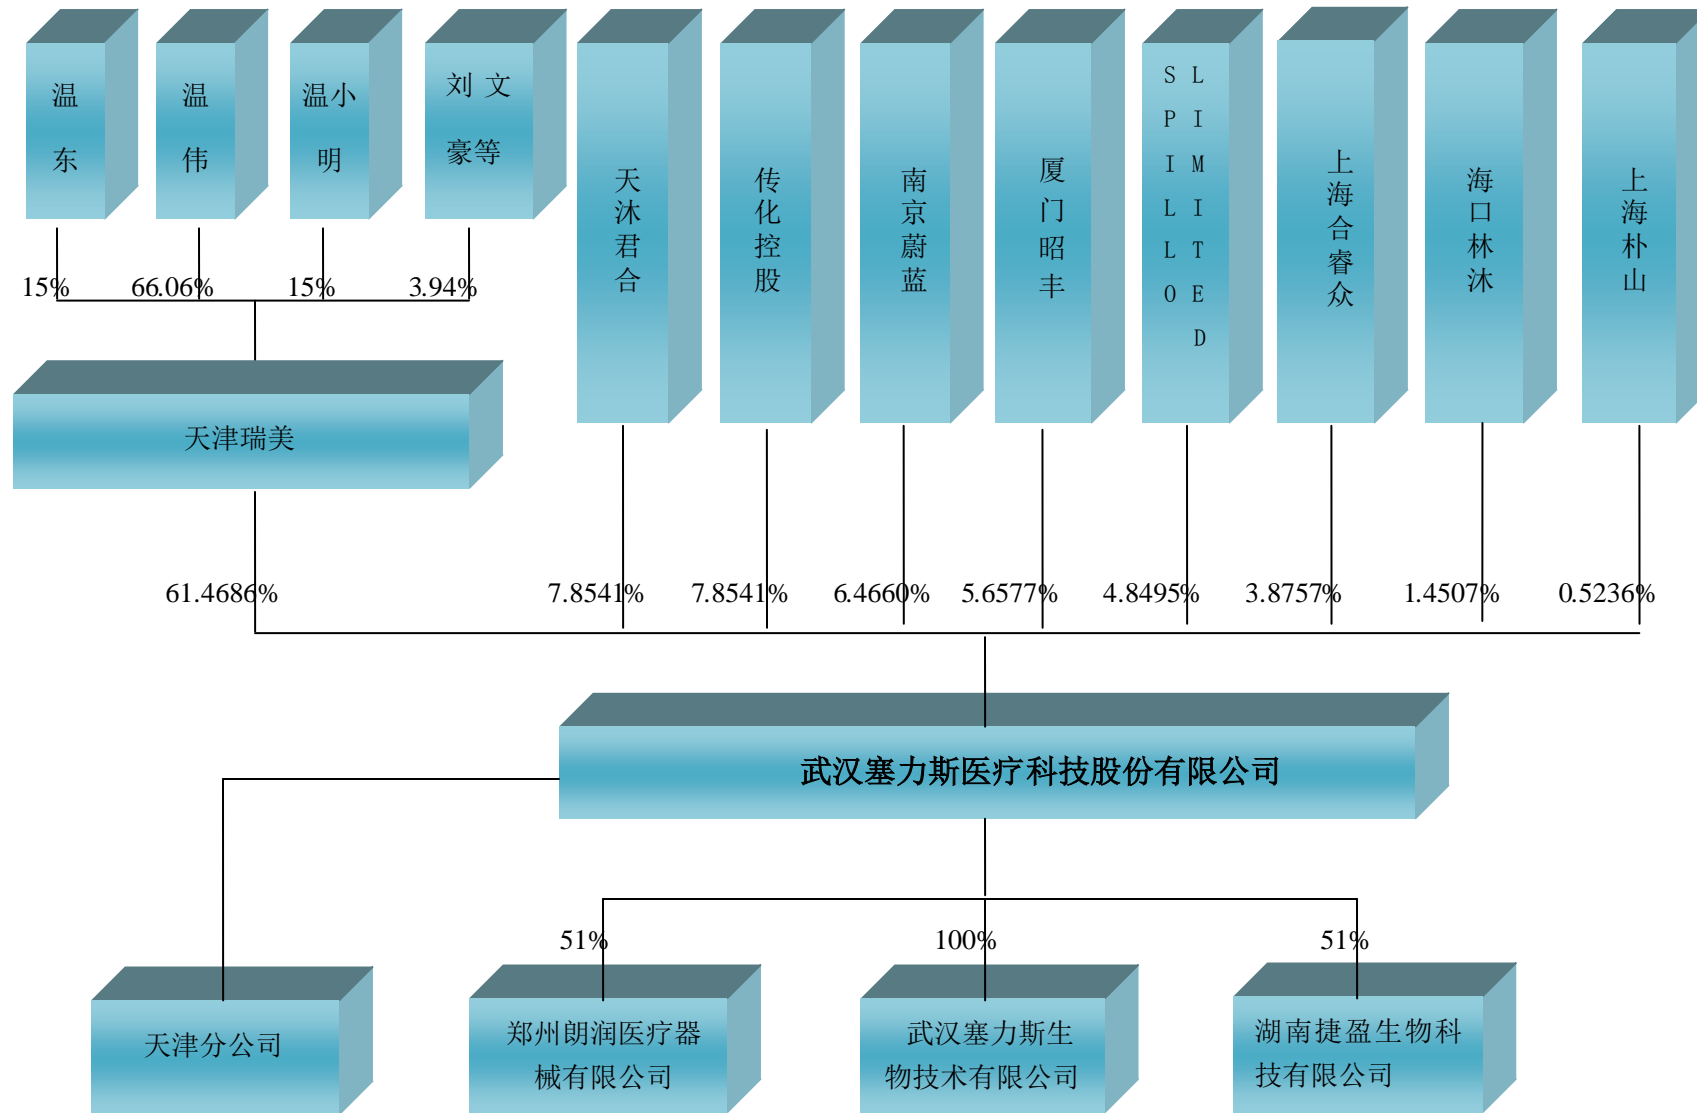 温
东
温
伟
温小
明
刘 文
豪等
天沐君合
传化控股
南京蔚蓝
厦门昭丰
SPILLO
LIMITED
上海合睿众
海口林沐
上海朴山
15%
66.06%
15%
3.94%
天津瑞美
61.4686%
7.8541%
7.8541%
6.4660%
5.6577%
4.8495%
3.8757%
1.4507%
0.5236%
武汉塞力斯医疗科技股份有限公司
51%
100%
51%
天津分公司
郑州朗润医疗器
械有限公司
武汉塞力斯生
物技术有限公司
湖南捷盈生物科
技有限公司